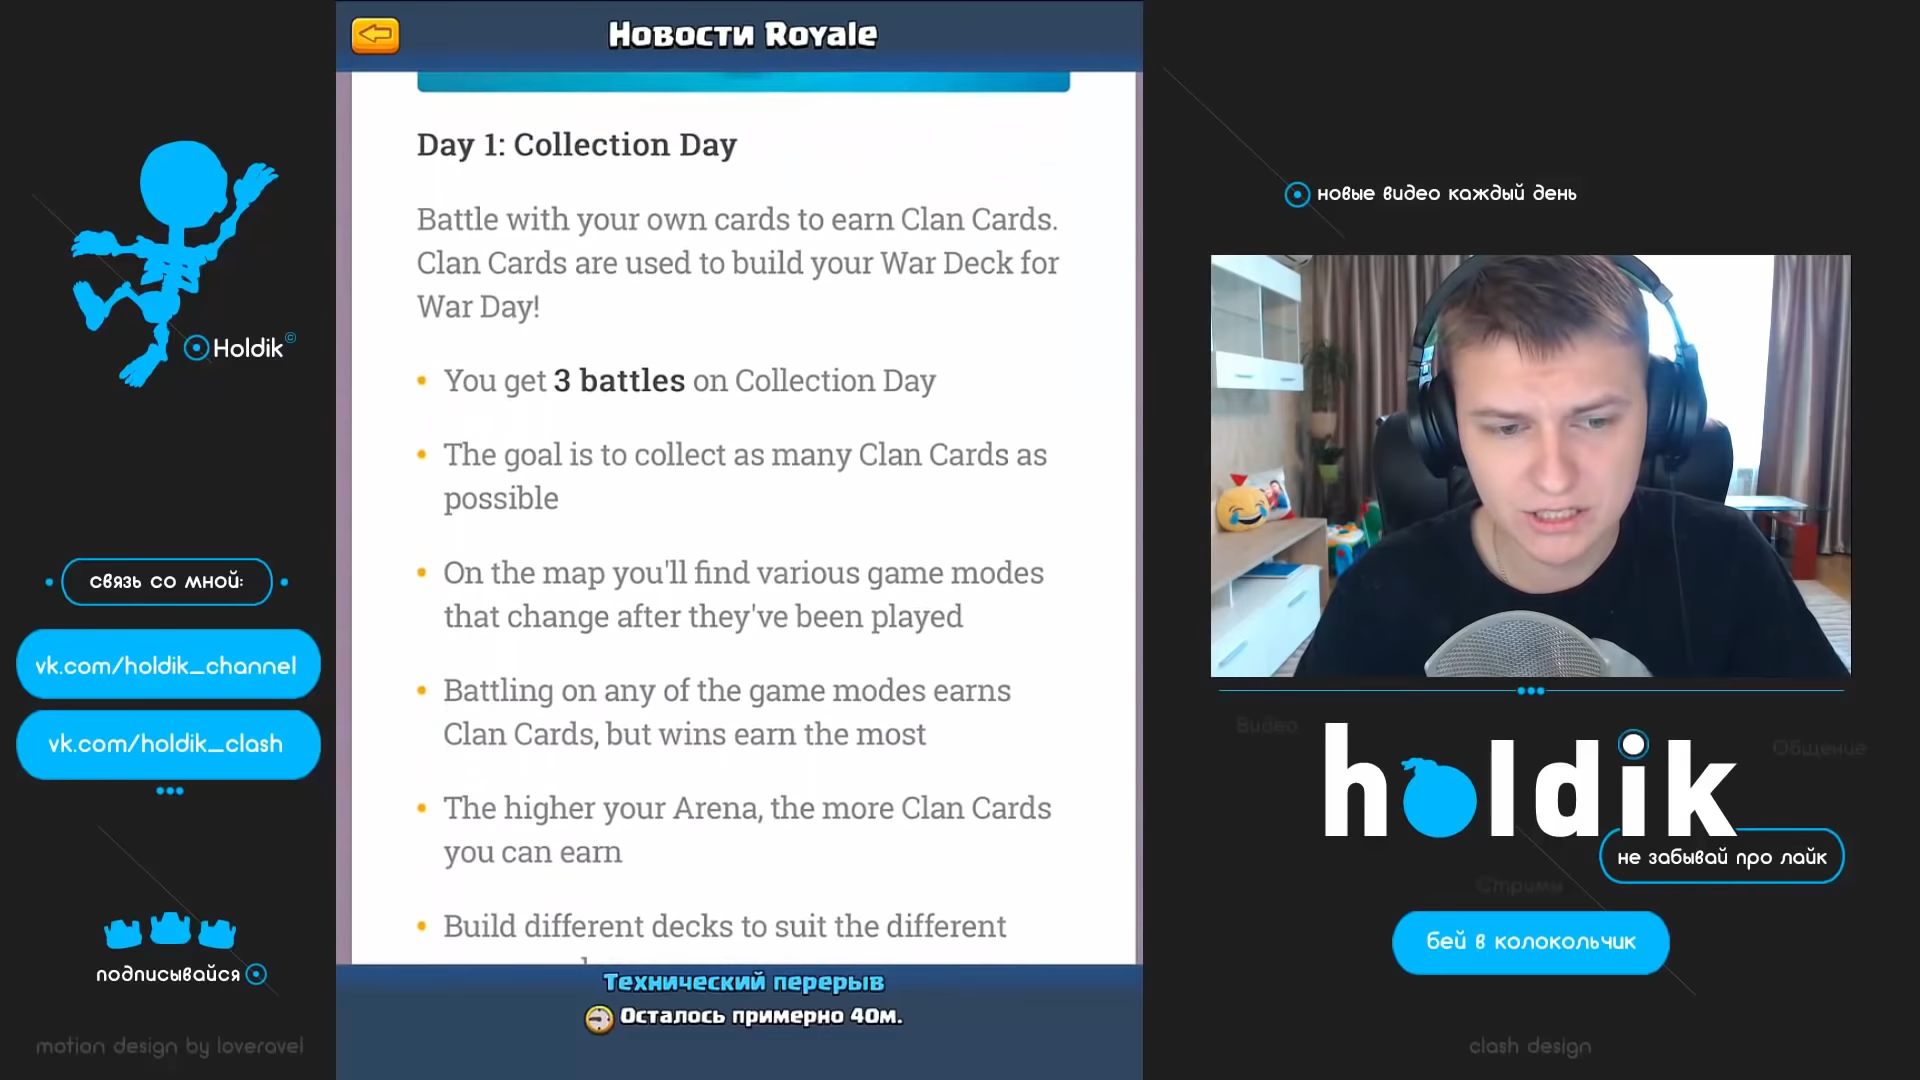 Новости Royale
Day 1: Collection Day
Battle with your own cards to earn Clan Cards.
Clan Cards are used to build your War Deck for
War Day!
You get 3 battles on Collection Day
The goal is to collect as many Clan Cards as
possible
On the map you'll find various game modes
that change after they've been played
Battling on any of the game modes earns
Clan Cards, but wins earn the most
The higher your Arena, the more Clan Cards
you can earn
Build different decks to suit the different
Технический перерыв
Осталось примерно 40м.
Holdik©
связь со мной:
vk.com/holdik_channel
vk.com/holdik_clash
подписывайся
motion design by loveravel
новые видео каждый день
Видео
Общение
holdik
не забывай про лайк
Стримы
бей в колокольчик
clash design